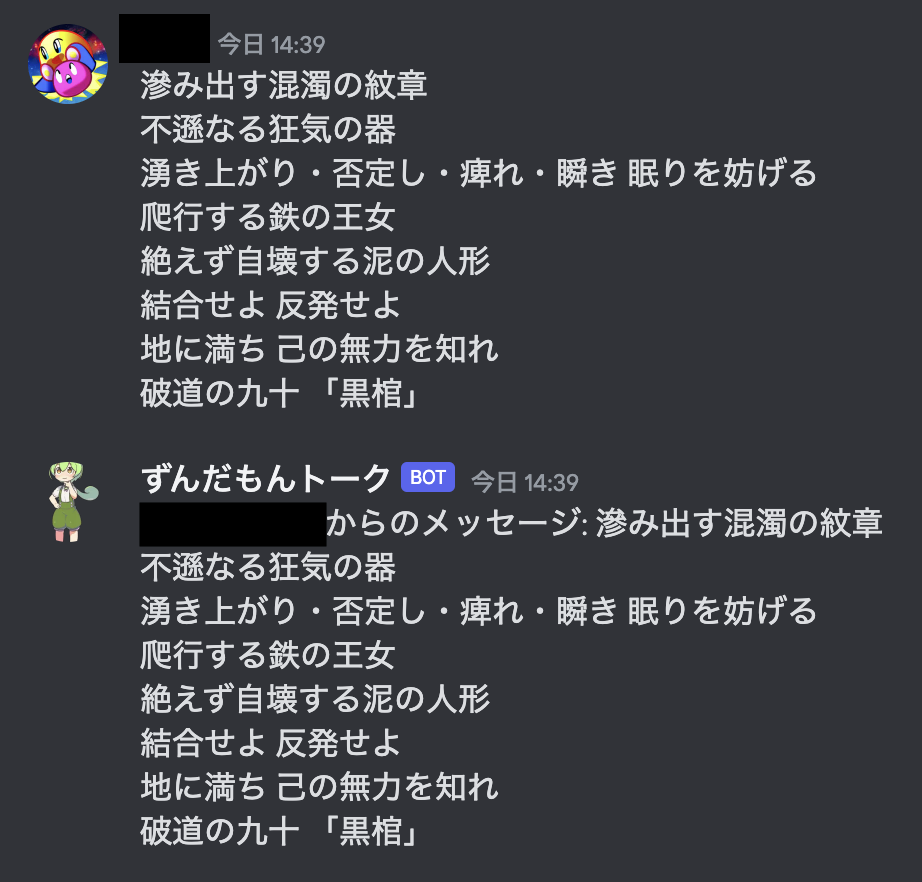 今日 14:39
滲み出す混濁の紋章
不遜なる狂気の器
湧き上がり・否定し・痺れ・瞬き 眠りを妨げる
爬行する鉄の王女
絶えず自壊する泥の人形
結合せよ 反発せよ
地に満ち 己の無力を知れ
破道の九十 「黒棺」
ずんだもんトーク BOT 今日 14:39
からのメッセージ: 滲み出す混濁の紋章
不遜なる狂気の器
湧き上がり・否定し・痺れ・瞬き 眠りを妨げる
爬行する鉄の王女
絶えず自壊する泥の人形
結合せよ 反発せよ
地に満ち 己の無力を知れ
破道の九十 「黒棺」